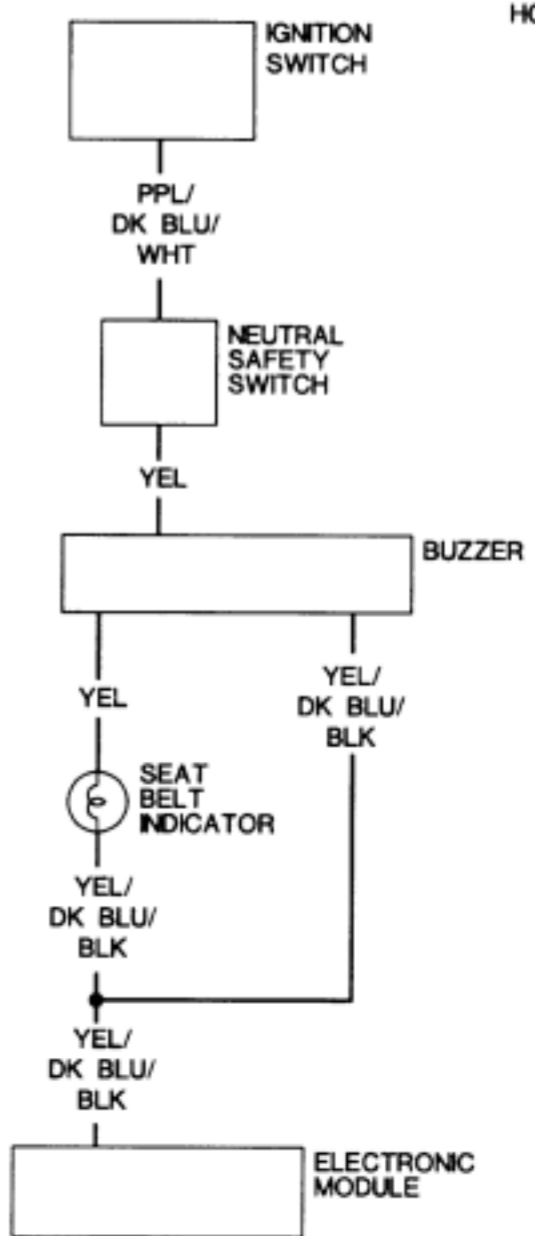 HO
IGNITION
SWITCH
PPL/
DK BLU/
WHT
NEUTRAL
SAFETY
SWITCH
YEL
BUZZER
YEL
YEL/
DK BLU/
BLK
SEAT
BELT
INDICATOR
YEL/
DK BLU/
BLK
YEL/
DK BLU/
BLK
ELECTRONIC
MODULE